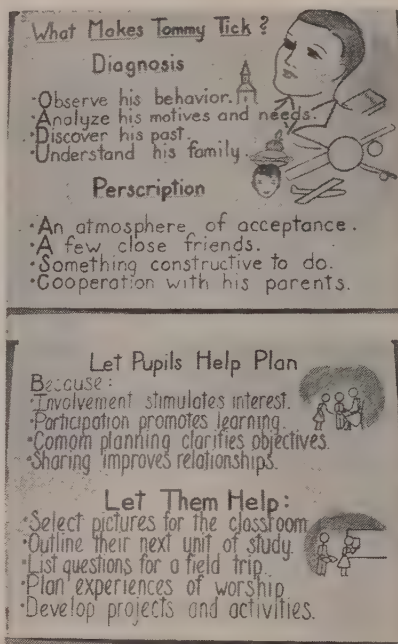 What Makes Tommy Tick?
Diagnosis
·Observe his behavior.
·Analyze his motives and needs.
·Discover his past.
·Understand his family
Perscription
·An atmosphere of acceptance.
·A few close friends.
·Something constructive to do.
·Cooperation with his parents.
Let Pupils Help Plan
Because:
·Involvement stimulates interest.
·Participation promotes learning.
·Comom planning clarifies objectives.
·Sharing improves relationships.
Let Them Help:
·Select pictures for the classroom
·Outline their next unit of study.
·List questions for a field trip.
·Plan experiences of worship
·Develop projects and activities.